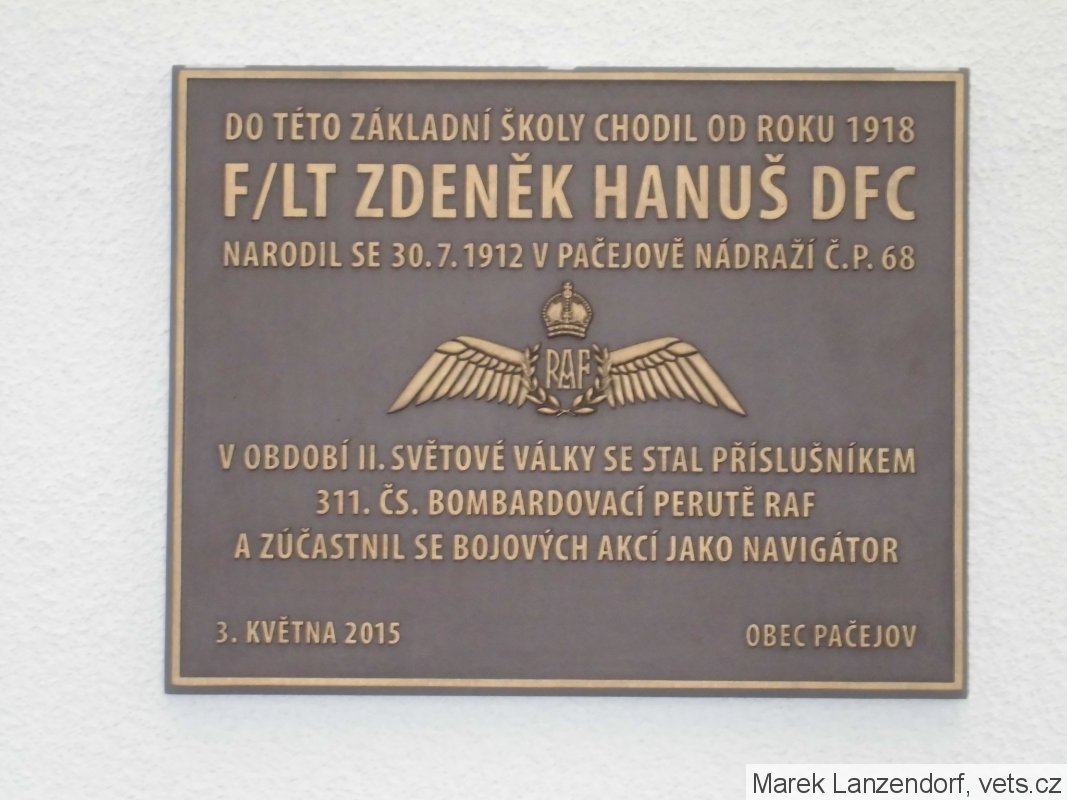 DO TÉTO ZÁKLADNÍ ŠKOLY CHODIL OD ROKU 1918
F/LT ZDENĚK HANUŠ DFC
NARODIL SE 30.7.1912 V PAČEJOVĚ NÁDRAŽÍ Č.P. 68
RAF
V OBDOBÍ II. SVĚTOVÉ VÁLKY SE STAL PŘÍSLUŠNÍKEM
311. ČS. BOMBARDOVACÍ PERUTĚ RAF
A ZÚČASTNIL SE BOJOVÝCH AKCÍ JAKO NAVIGÁTOR
3. KVĚTNA 2015
OBEC PAČEJOV
Marek Lanzendorf, vets.cz